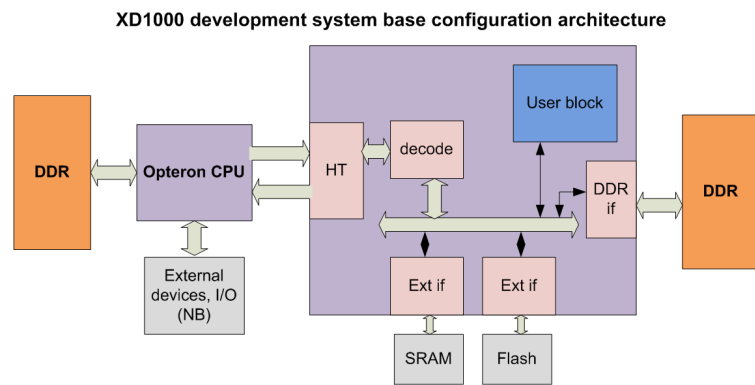 XD1000 development system base configuration architecture
DDR
Opteron CPU
External
devices, I/O
(NB)
HT
decode
User block
DDR
if
DDR
Ext if
Ext if
SRAM
Flash